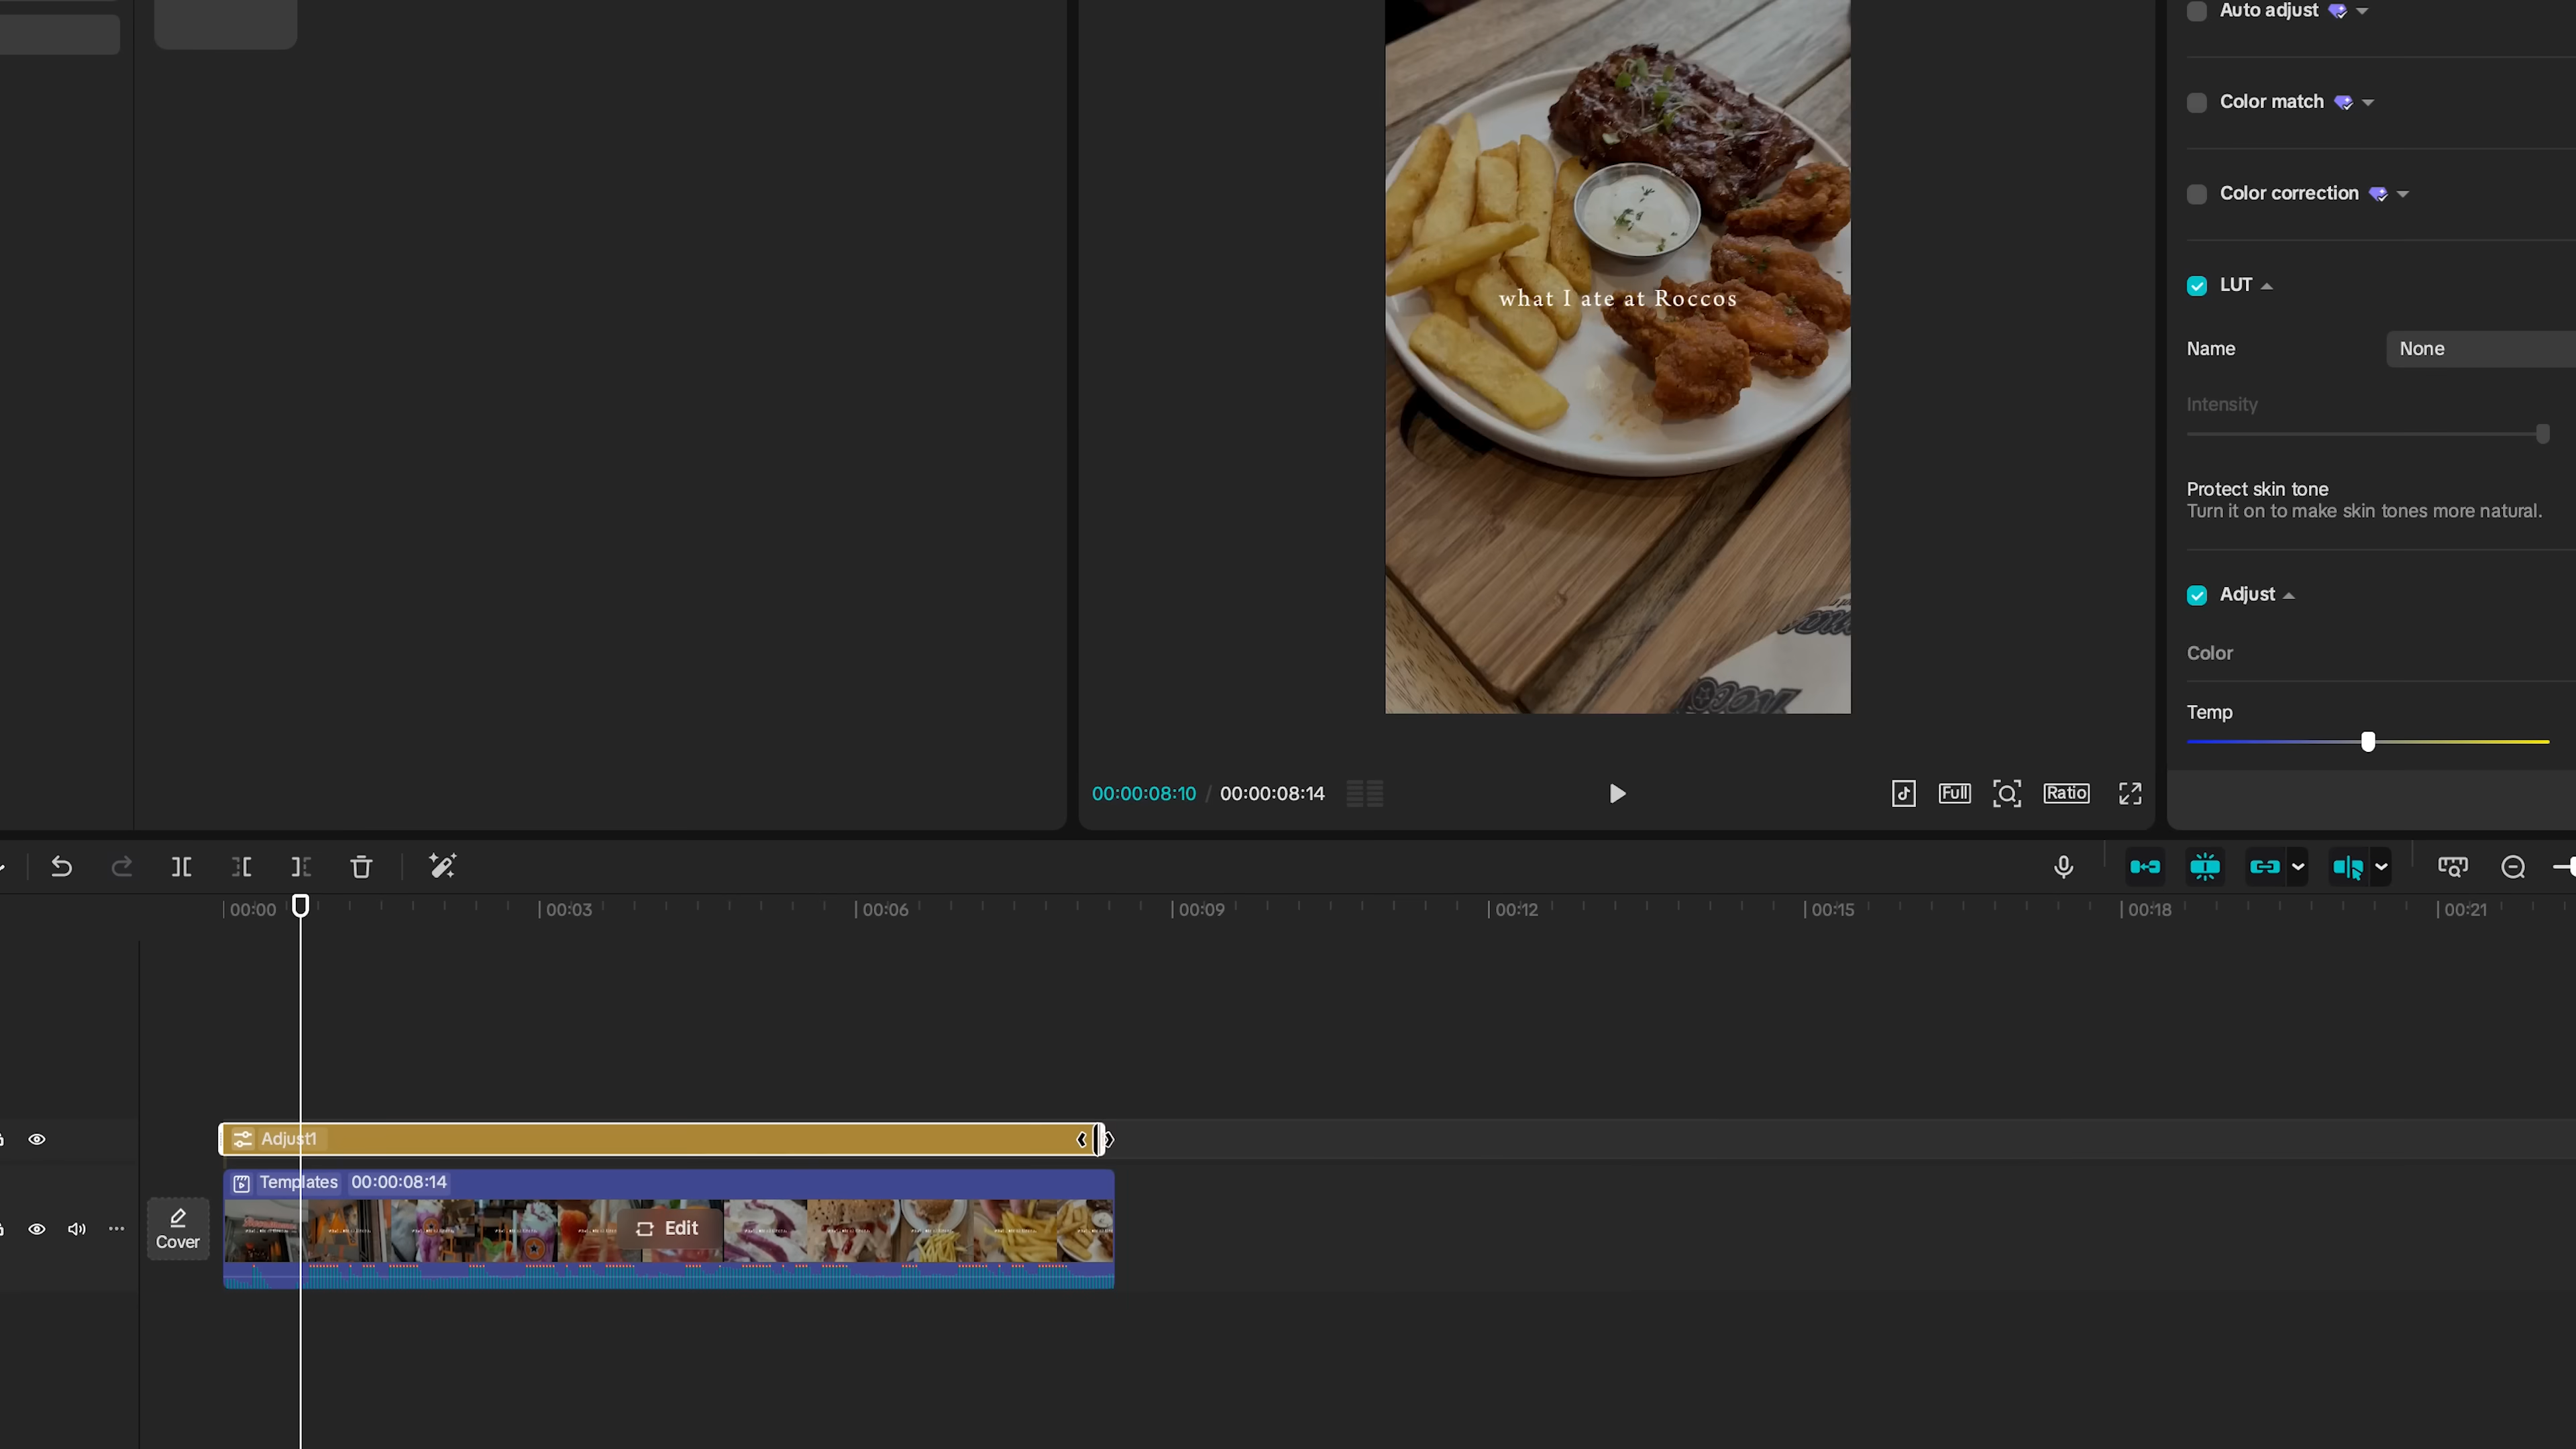 Auto adjust
Color match
Color correction
LUT
Name
None
Intensity
Protect skin tone
Turn it on to make skin tones more natural.
Adjust
Color
Temp
what I ate at Roccos
00:00:08:10 / 00:00:08:14
Full
Ratio
00:00
00:03
00:06
00:09
00:12
00:15
00:18
00:21
Adjust1
Templates 00:00:08:14
Edit
Cover